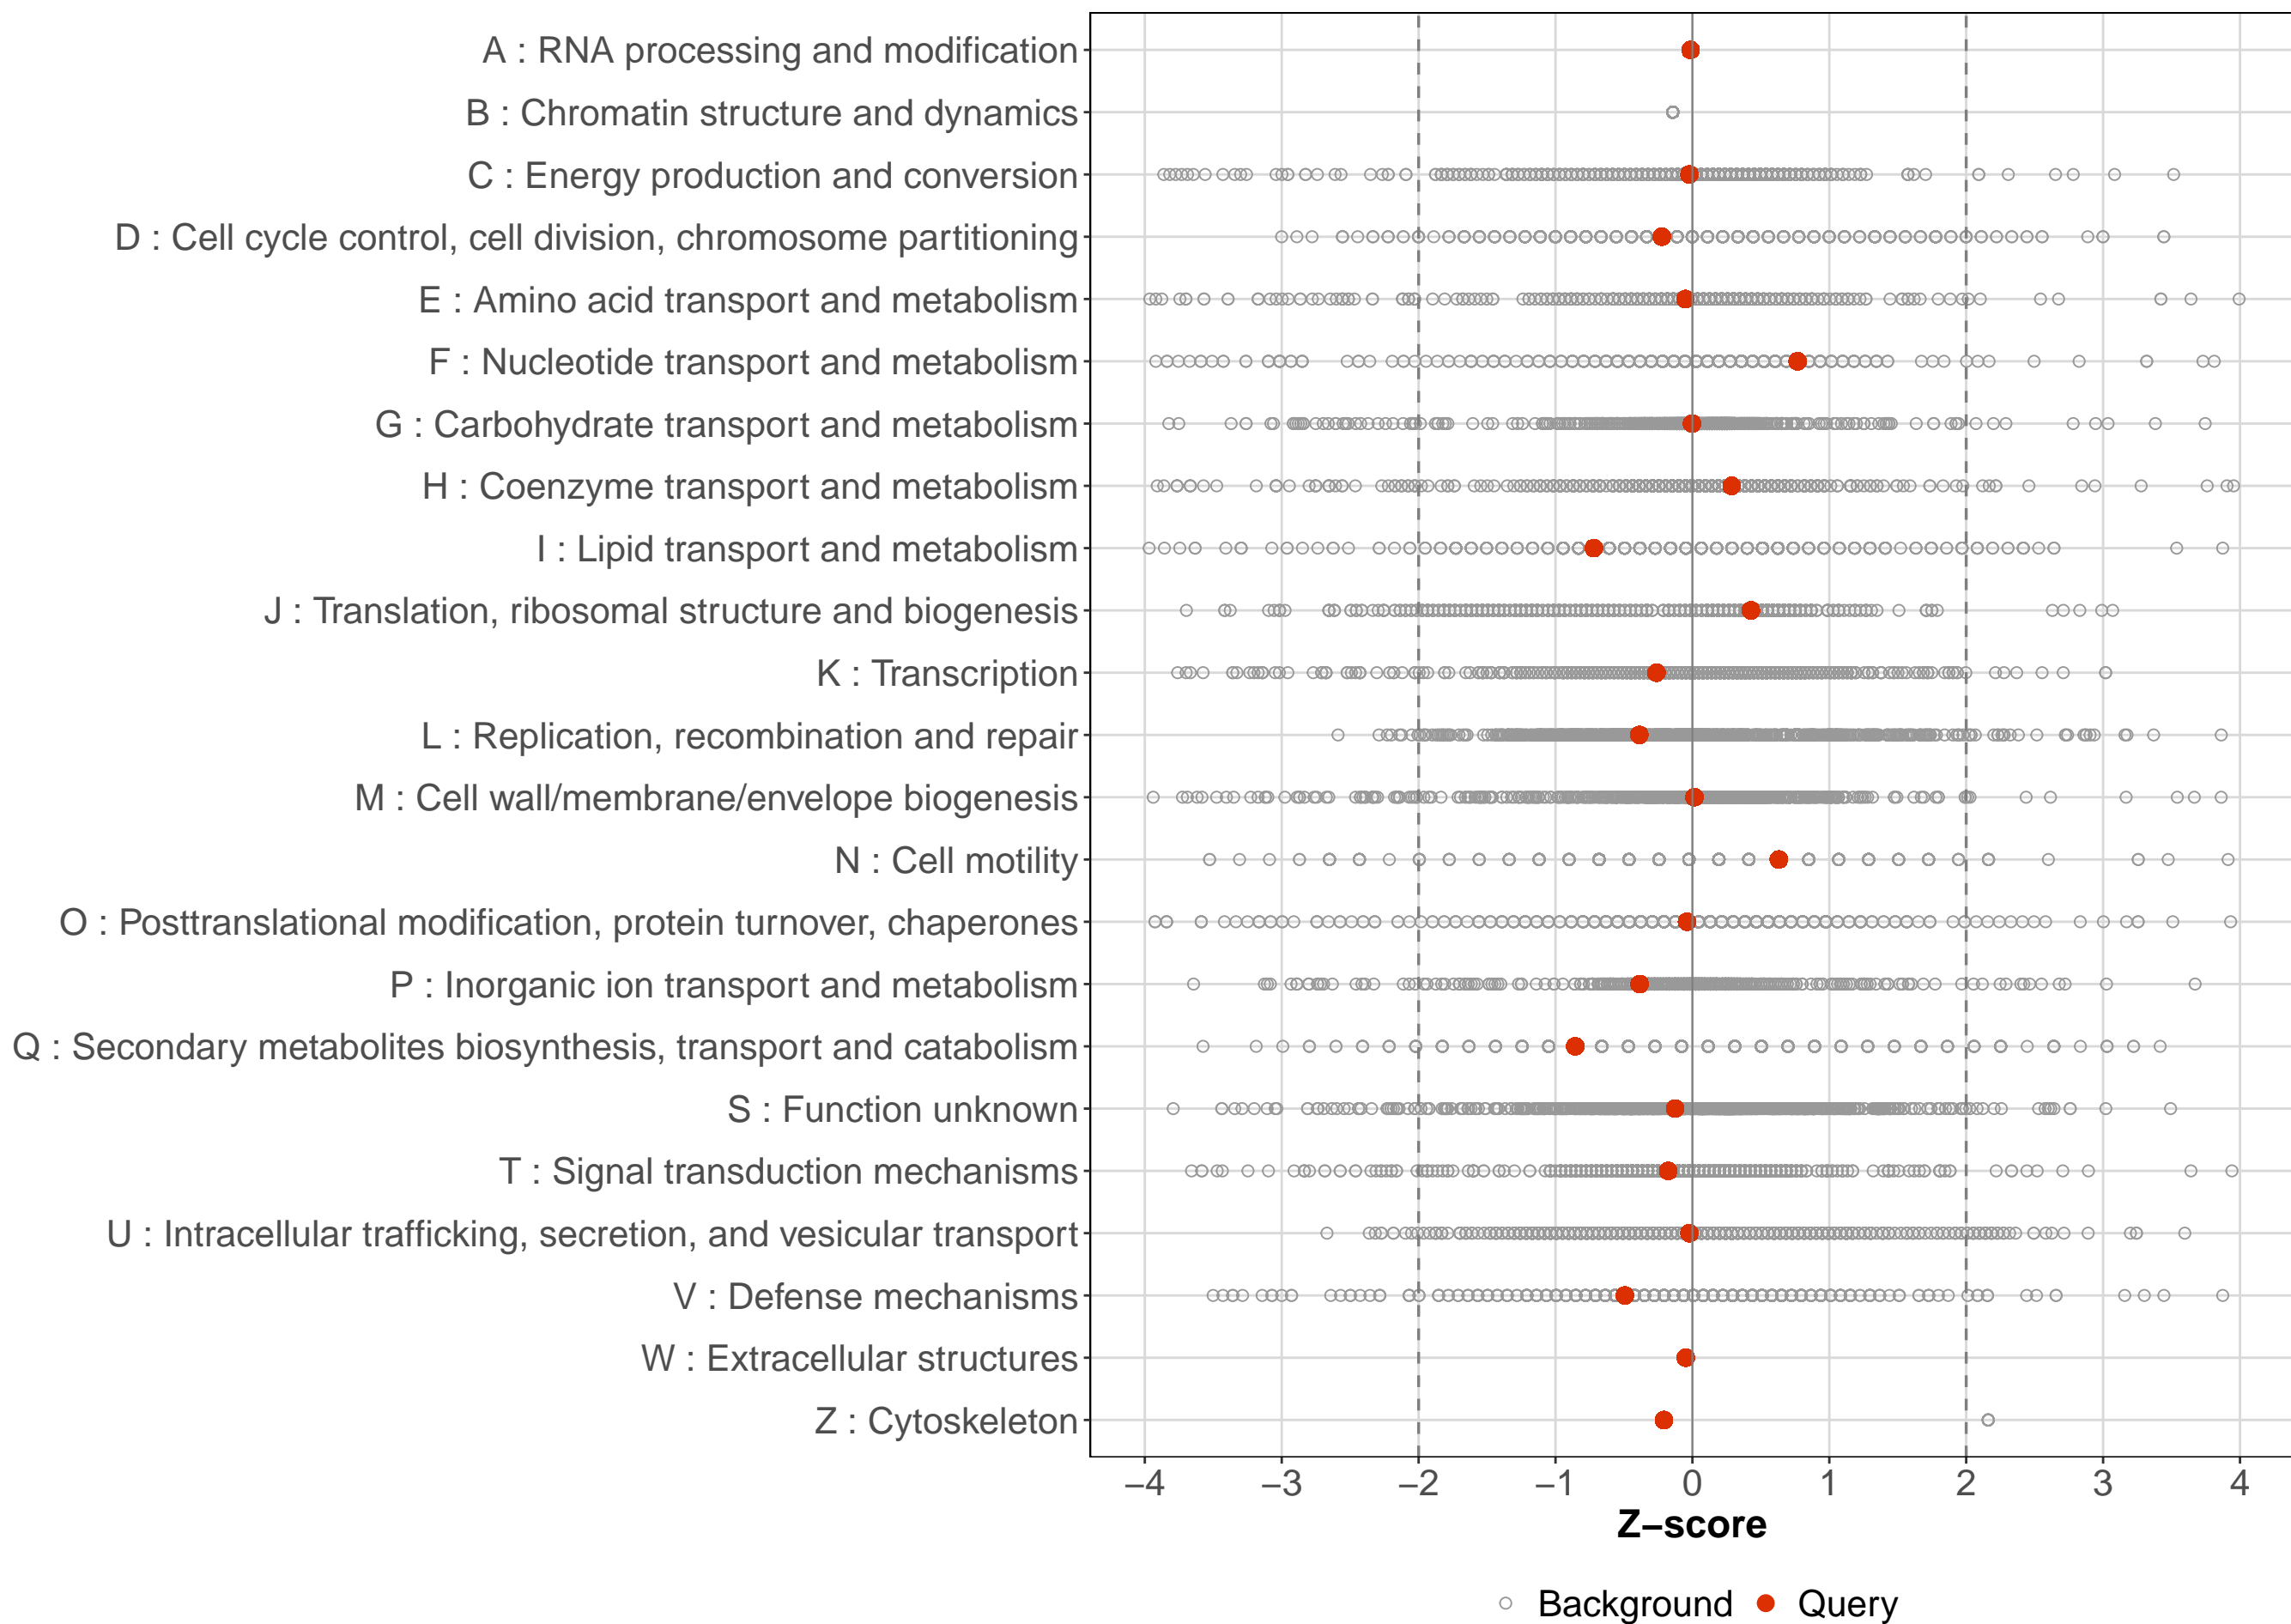 A : RNA processing and modification
B : Chromatin structure and dynamics
C : Energy production and conversion
D : Cell cycle control, cell division, chromosome partitioning
E : Amino acid transport and metabolism
F : Nucleotide transport and metabolism
G : Carbohydrate transport and metabolism
H : Coenzyme transport and metabolism
I : Lipid transport and metabolism
J : Translation, ribosomal structure and biogenesis
K : Transcription
L : Replication, recombination and repair
M : Cell wall/membrane/envelope biogenesis
N : Cell motility
O : Posttranslational modification, protein turnover, chaperones
P : Inorganic ion transport and metabolism
Q : Secondary metabolites biosynthesis, transport and catabolism
S : Function unknown
T : Signal transduction mechanisms
U : Intracellular trafficking, secretion, and vesicular transport
V : Defense mechanisms
W : Extracellular structures
Z : Cytoskeleton
−4 −3 −2 −1 0 1 2 3 4
Z−score
Background Query